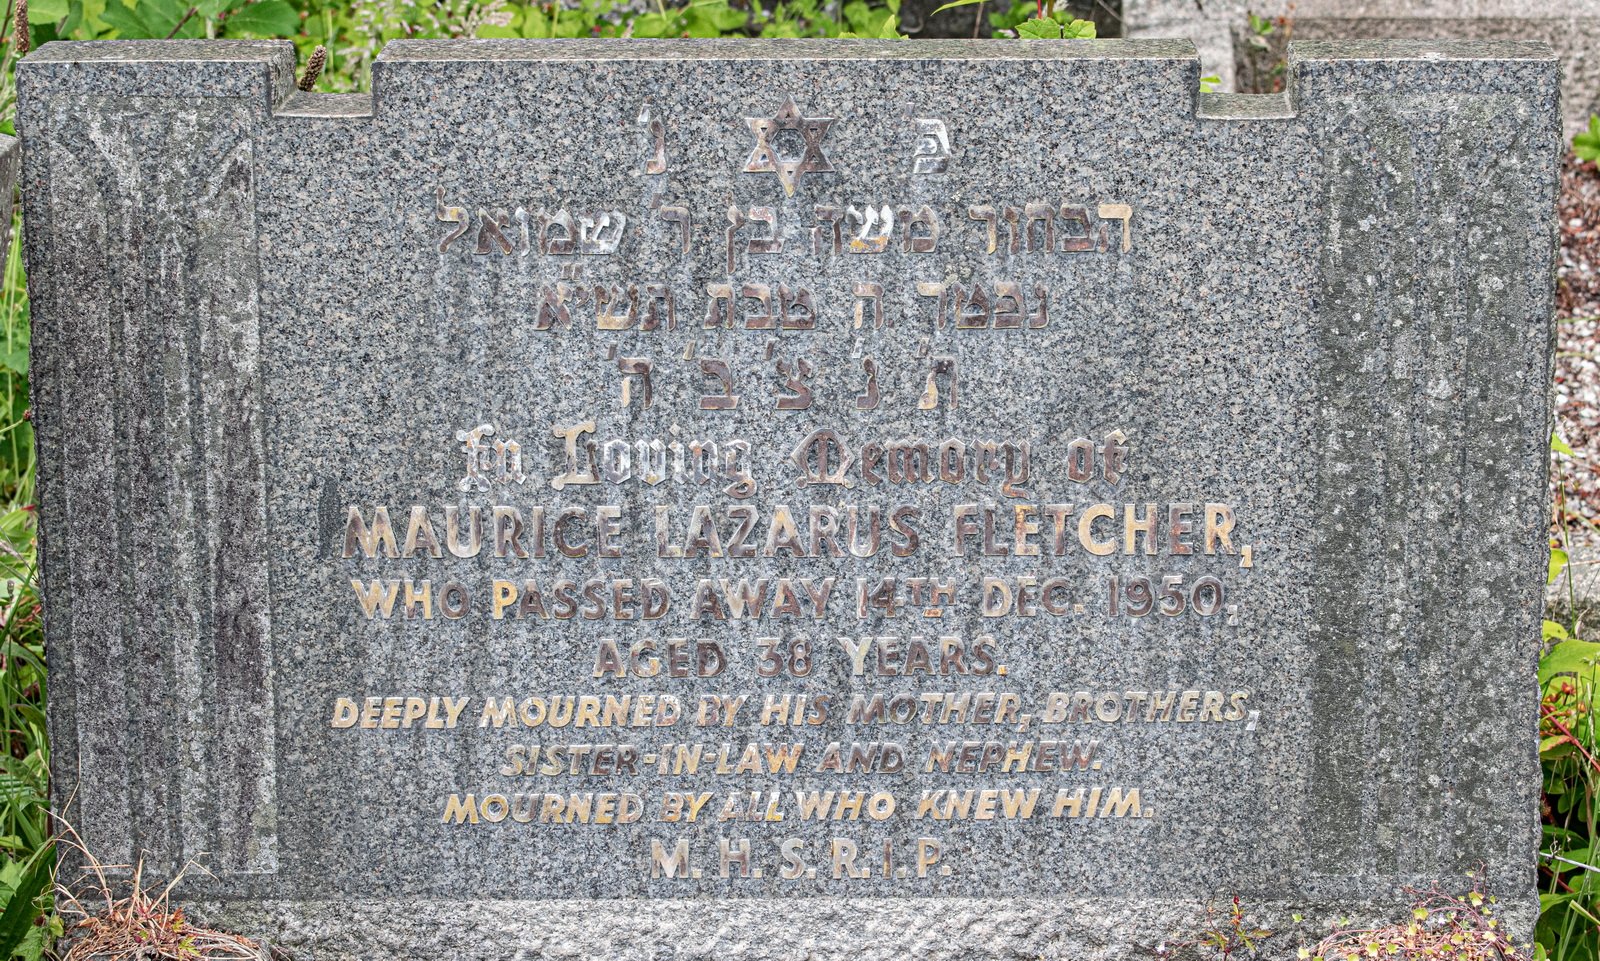 פ' נ'
הבחור משה בן ר' שמואל
נפטר ה' טבת תשי"א
ת' נ' צ' ב' ה'
In Loving Memory of
MAURICE LAZARUS FLETCHER,
WHO PASSED AWAY 14TH DEC. 1950,
AGED 38 YEARS.
DEEPLY MOURNED BY HIS MOTHER, BROTHERS,
SISTER-IN-LAW AND NEPHEW.
MOURNED BY ALL WHO KNEW HIM.
M.H.S.R.I.P.